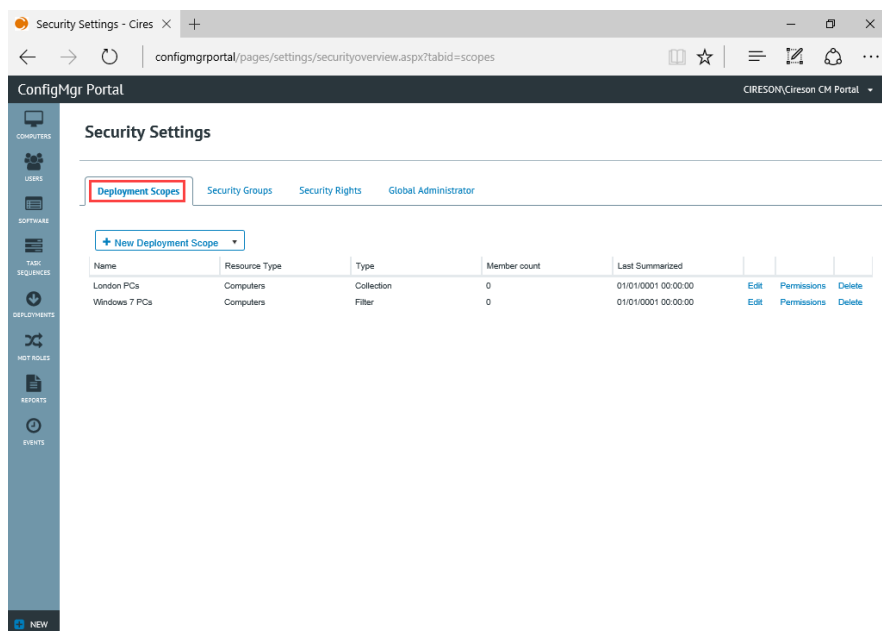 Security Settings - Cires
configmgrportal/pages/settings/securityoverview.aspx?tabid=scopes
ConfigMgr Portal
CIRESON\Cireson CM Portal
COMPUTERS
USERS
SOFTWARE
TASK
SEQUENCES
DEPLOYMENTS
MDT ROLES
REPORTS
EVENTS
NEW
Security Settings
Deployment Scopes Security Groups Security Rights Global Administrator
+ New Deployment Scope
Name Resource Type Type Member count Last Summarized
London PCs Computers Collection 0 01/01/0001 00:00:00 Edit Permissions Delete
Windows 7 PCs Computers Filter 0 01/01/0001 00:00:00 Edit Permissions Delete